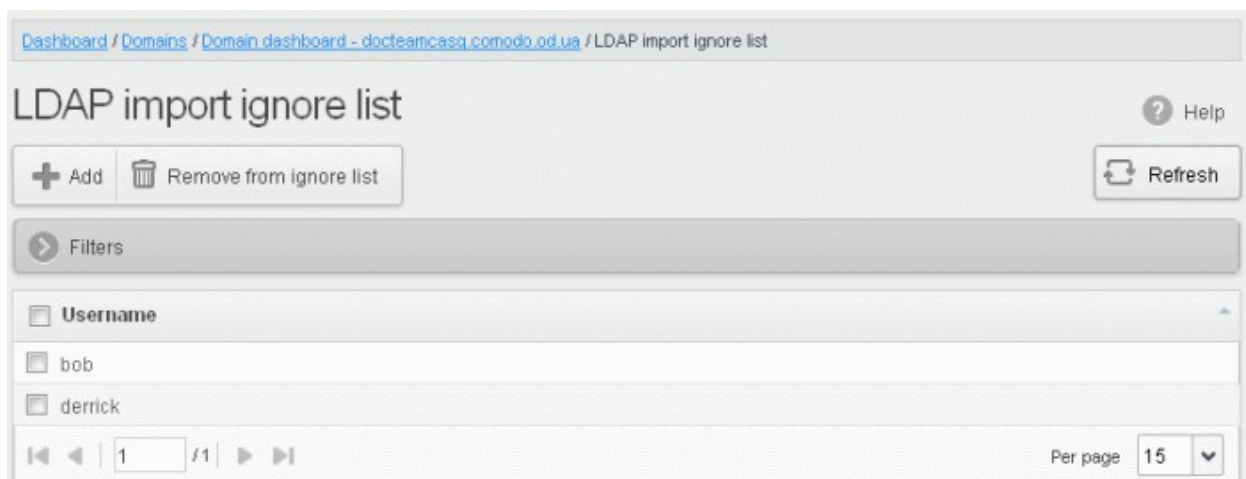 Dashboard / Domains / Domain dashboard - docteamcasg.comodo.od.ua / LDAP import ignore list
LDAP import ignore list
Help
Add
Remove from ignore list
Refresh
Filters
Username
bob
derrick
1 / 1
Per page 15